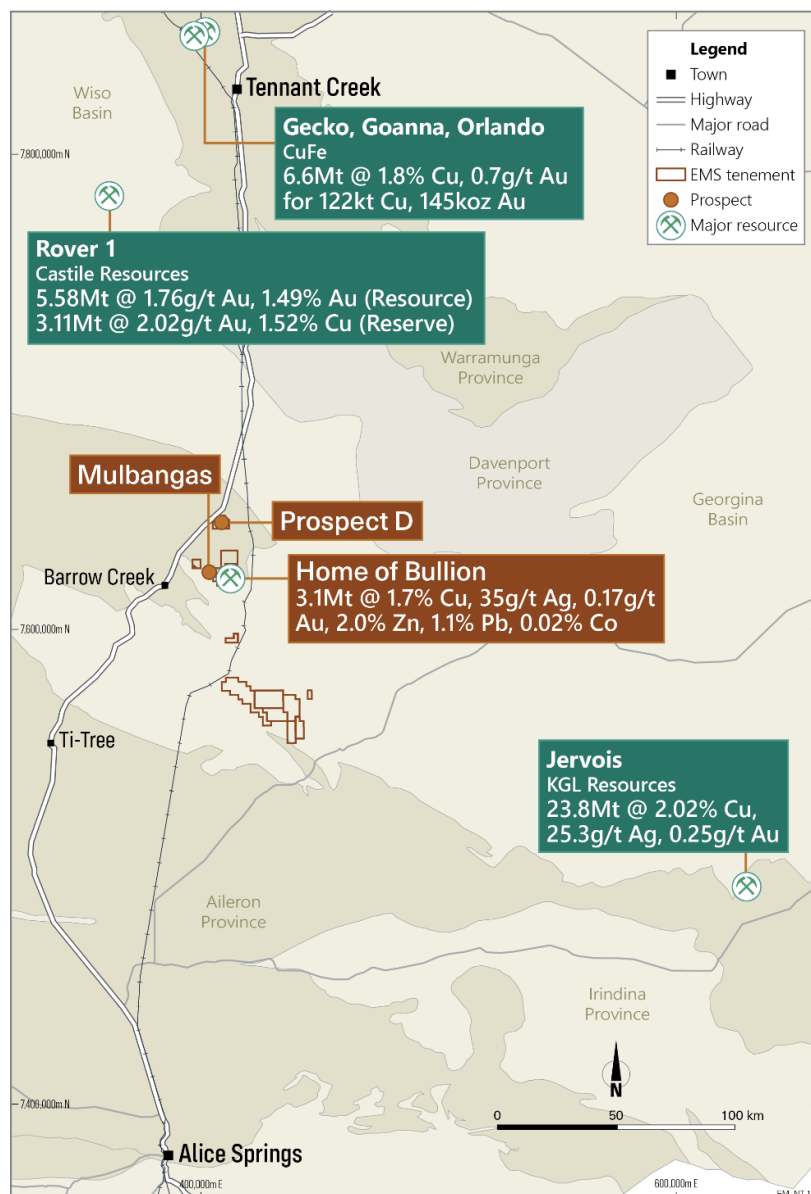 Wiso
Basin
Tennant Creek
Legend
Town
Highway
Major road
Railway
EMS tenement
Prospect
Major resource
Gecko, Goanna, Orlando
CuFe
6.6Mt @ 1.8% Cu, 0.7g/t Au
for 122kt Cu, 145koz Au
7,800,000m N
Rover 1
Castile Resources
5.58Mt @ 1.76g/t Au, 1.49% Au (Resource)
3.11Mt @ 2.02g/t Au, 1.52% Cu (Reserve)
Warramunga
Province
Davenport
Province
Georgina
Basin
Mulbangas
Prospect D
Barrow Creek
Home of Bullion
3.1Mt @ 1.7% Cu, 35g/t Ag, 0.17g/t
Au, 2.0% Zn, 1.1% Pb, 0.02% Co
7,600,000m N
Ti-Tree
Jervois
KGL Resources
23.8Mt @ 2.02% Cu,
25.3g/t Ag, 0.25g/t Au
Aileron
Province
Irindina
Province
N
0 50 100 km
7,400,000m N
Alice Springs
400,000m E
600,000m E